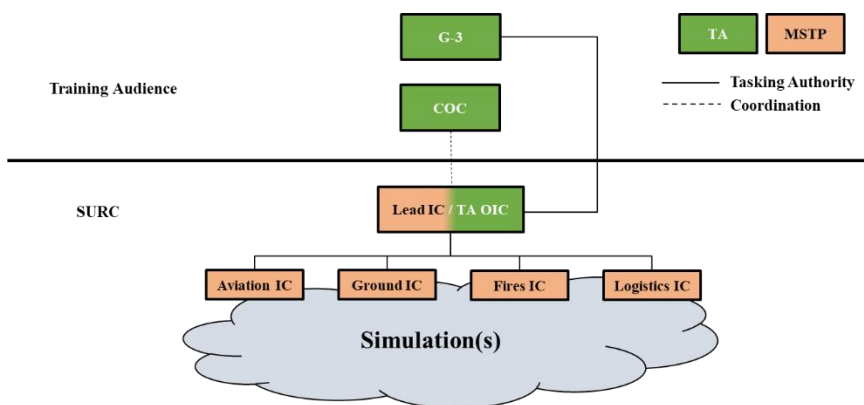 G-3
TA
MSTP
Training Audience
Tasking Authority
Coordination
COC
SURC
Lead IC / TA OIC
Aviation IC
Ground IC
Fires IC
Logistics IC
Simulation(s)